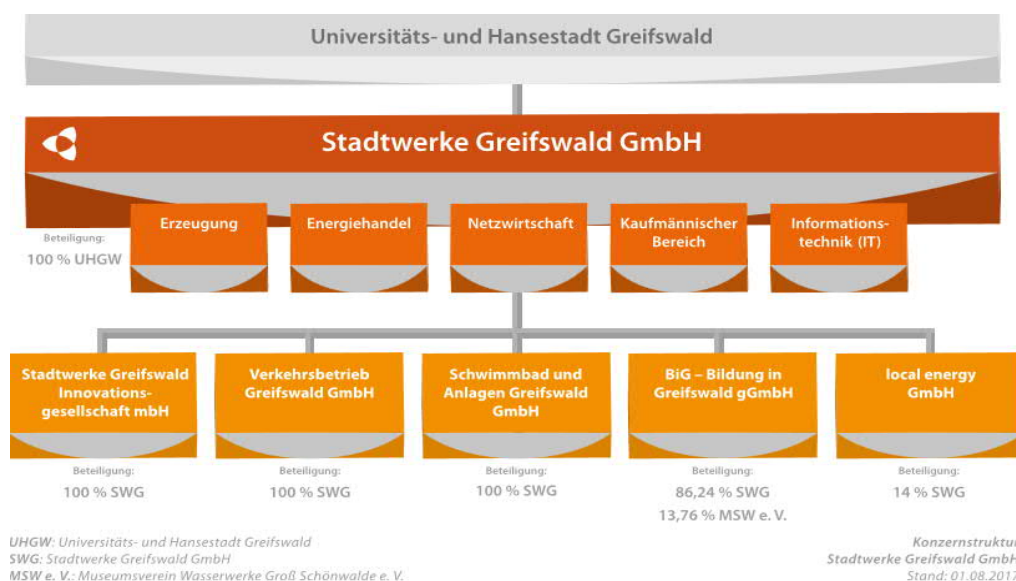 Universitäts- und Hansestadt Greifswald
Stadtwerke Greifswald GmbH
Beteiligung:
100 % UHGW
Erzeugung
Energiehandel
Netzwirtschaft
Kaufmännischer
Bereich
Informations-
technik (IT)
Stadtwerke Greifswald
Innovations-
gesellschaft mbH
Beteiligung:
100 % SWG
Verkehrsbetrieb
Greifswald GmbH
Beteiligung:
100 % SWG
Schwimmbad und
Anlagen Greifswald
GmbH
Beteiligung:
100 % SWG
BiG – Bildung in
Greifswald gGmbH
Beteiligung:
86,24 % SWG
13,76 % MSW e. V.
local energy
GmbH
Beteiligung:
14 % SWG
UHGW: Universitäts- und Hansestadt Greifswald
SWG: Stadtwerke Greifswald GmbH
MSW e. V.: Museumsverein Wasserwerke Groß Schönwalde e. V.
Konzernstruktur
Stadtwerke Greifswald GmbH
Stand: 01.08.2017